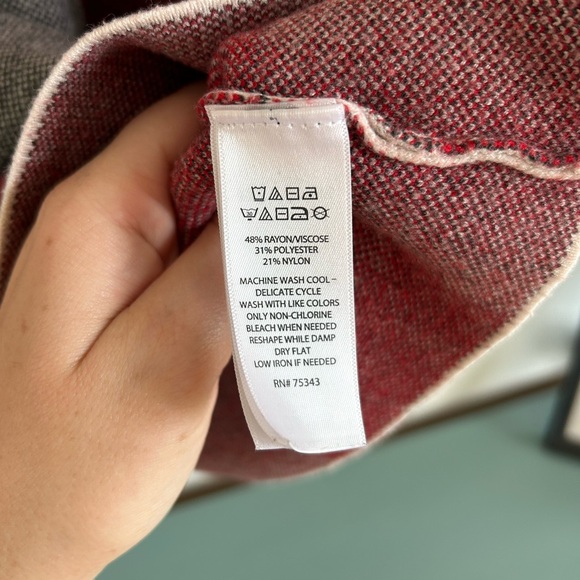 48% RAYON/VISCOSE
31% POLYESTER
21% NYLON
MACHINE WASH COOL –
DELICATE CYCLE
WASH WITH LIKE COLORS
ONLY NON-CHLORINE
BLEACH WHEN NEEDED
RESHAPE WHILE DAMP
DRY FLAT
LOW IRON IF NEEDED
RN# 75343